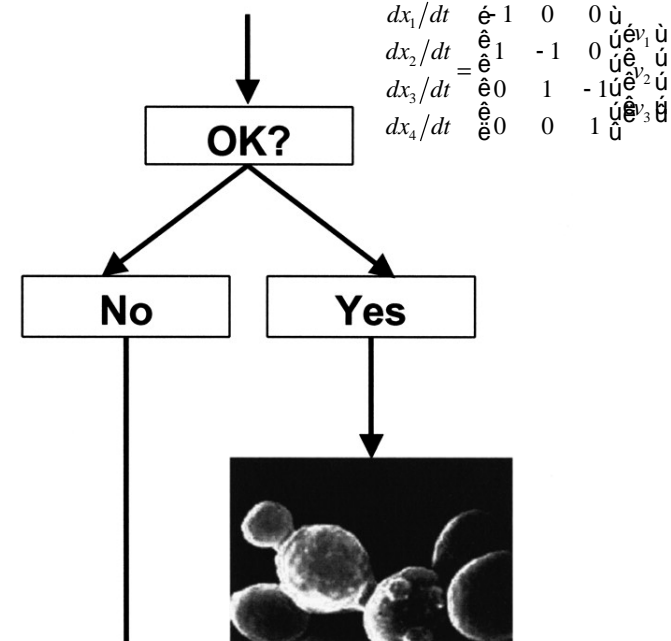 dx₁/dt é- 1 0 0 ù
dx₂/dt ê 1 - 1 0 ú év₁ ù
= ê ú ê v₂ ú
dx₃/dt ê 0 1 - 1 ú ê v₃ ú
dx₄/dt ë 0 0 1 û
OK?
No Yes